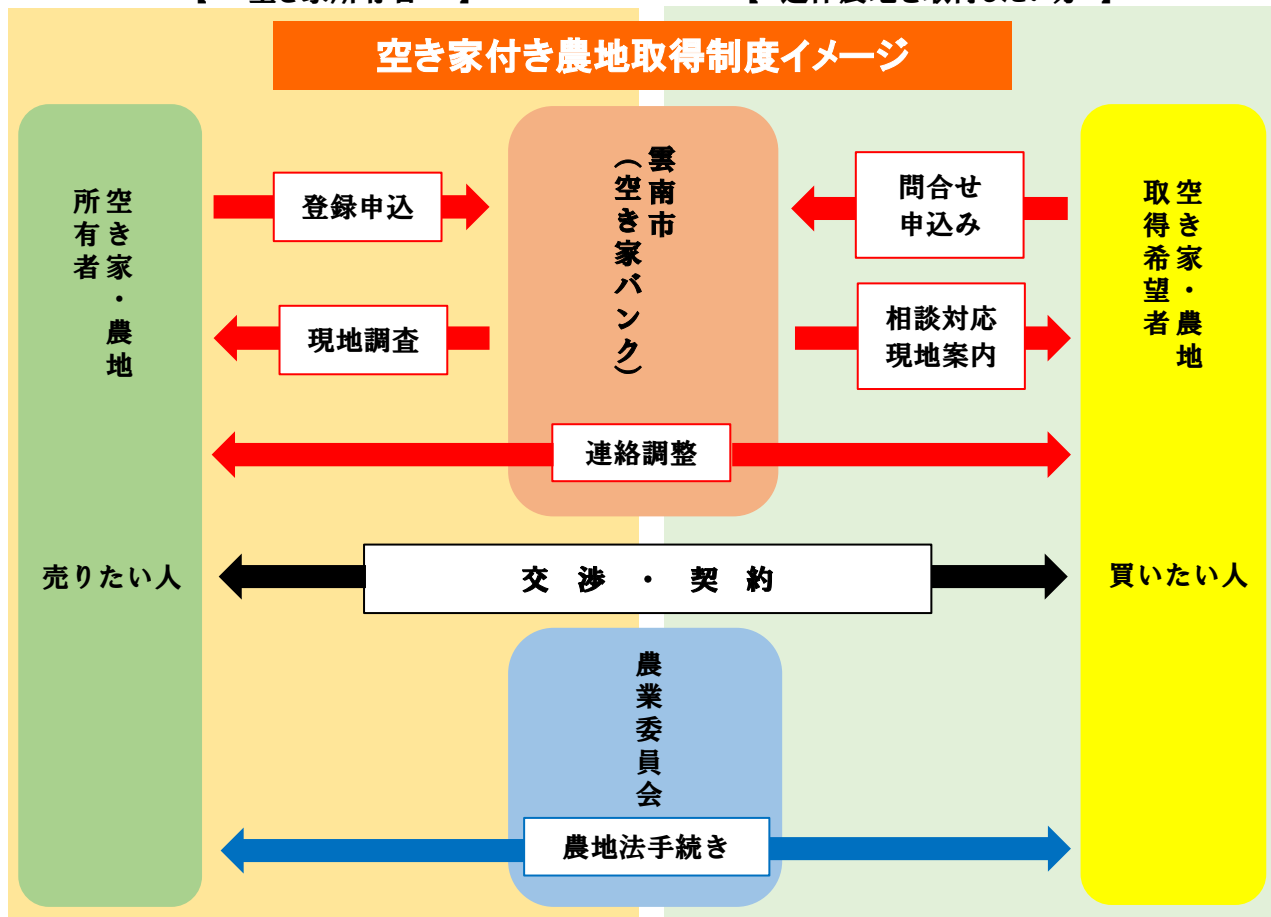 空き家付き農地取得制度イメージ
空き家・農地
所有者
売りたい人
登録申込
現地調査
雲南市
（空き家バンク）
問合せ
申込み
相談対応
現地案内
連絡調整
空き家・農地
取得希望者
買いたい人
交渉・契約
農業委員会
農地法手続き